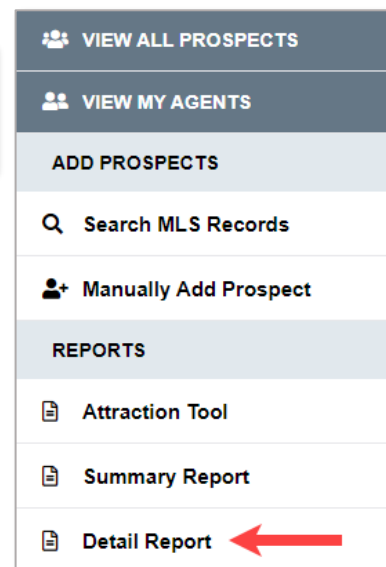 VIEW ALL PROSPECTS
VIEW MY AGENTS
ADD PROSPECTS
Search MLS Records
Manually Add Prospect
REPORTS
Attraction Tool
Summary Report
Detail Report